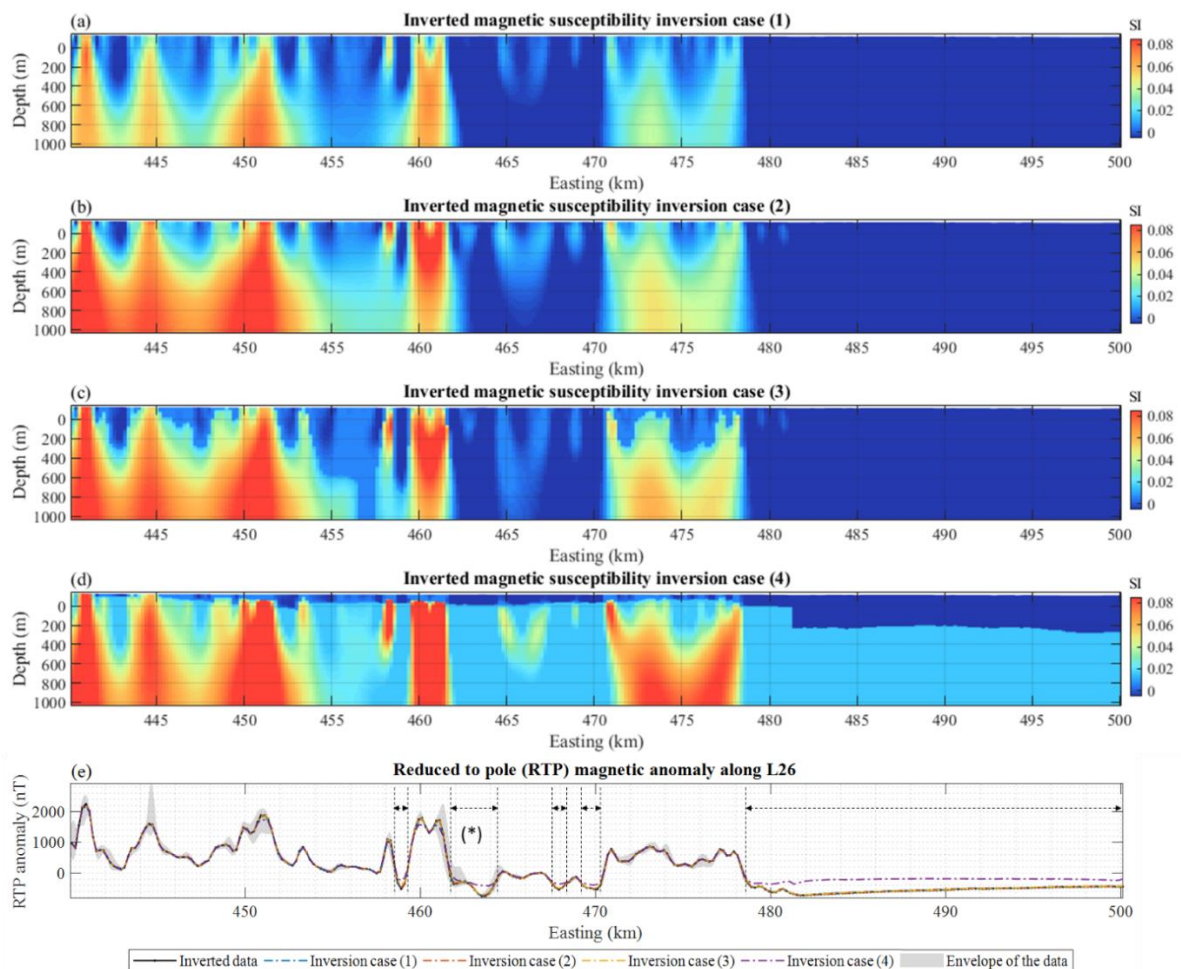 (a) Inverted magnetic susceptibility inversion case (1)
SI
0.08
0.06
0.04
0.02
0
Depth (m)
0
200
400
600
800
1000
445 450 455 460 465 470 475 480 485 490 495 500
Easting (km)
(b) Inverted magnetic susceptibility inversion case (2)
SI
0.08
0.06
0.04
0.02
0
Depth (m)
0
200
400
600
800
1000
445 450 455 460 465 470 475 480 485 490 495 500
Easting (km)
(c) Inverted magnetic susceptibility inversion case (3)
SI
0.08
0.06
0.04
0.02
0
Depth (m)
0
200
400
600
800
1000
445 450 455 460 465 470 475 480 485 490 495 500
Easting (km)
(d) Inverted magnetic susceptibility inversion case (4)
SI
0.08
0.06
0.04
0.02
0
Depth (m)
0
200
400
600
800
1000
445 450 455 460 465 470 475 480 485 490 495 500
Easting (km)
(e) Reduced to pole (RTP) magnetic anomaly along L26
RTP anomaly (nT)
2000
1000
0
(*)
450 460 470 480 490 500
Easting (km)
Inverted data Inversion case (1) Inversion case (2) Inversion case (3) Inversion case (4) Envelope of the data